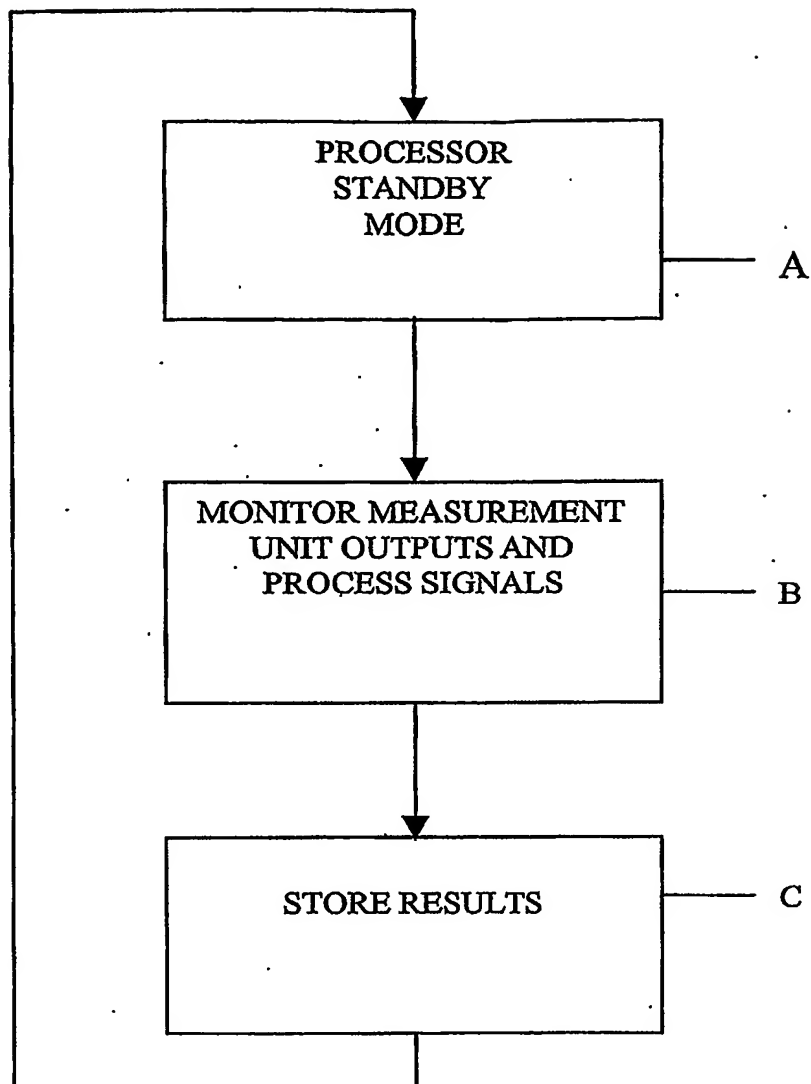 PROCESSOR
STANDBY
MODE
A
MONITOR MEASUREMENT
UNIT OUTPUTS AND
PROCESS SIGNALS
B
STORE RESULTS
C